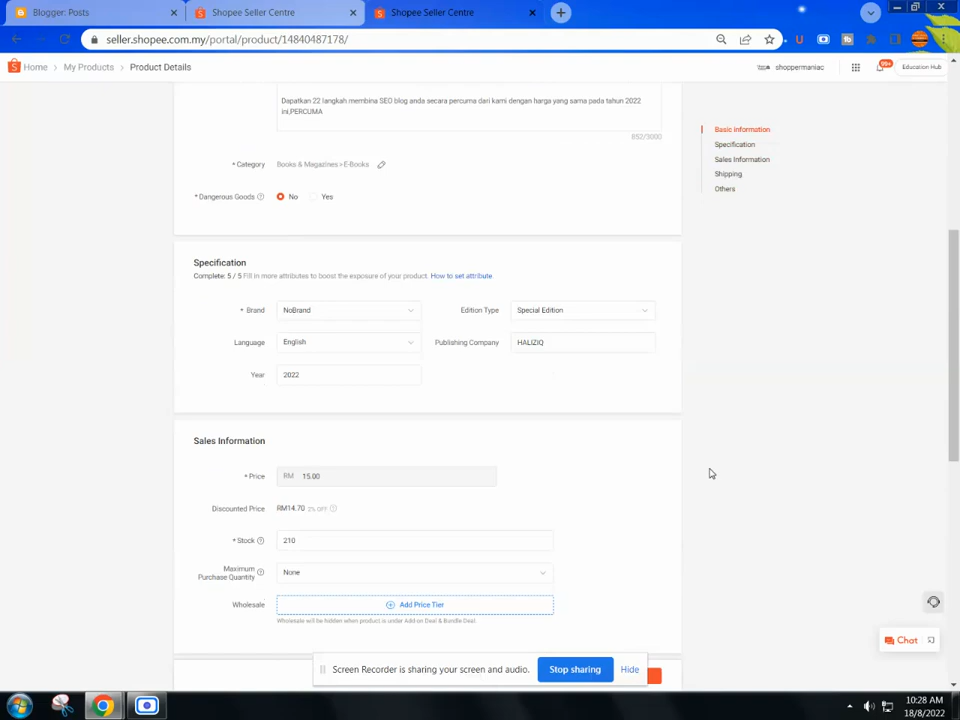 Blogger: Posts
Shopee Seller Centre
Shopee Seller Centre
seller.shopee.com.my/portal/product/14840487178/
Home > My Products > Product Details
shoppermaniac
99+
Education Hub
Dapatkan 22 langkah membina SEO blog anda secara percuma dari kami dengan harga yang sama pada tahun 2022
ini,PERCUMA
852/3000
* Category
Books & Magazines > E-Books
* Dangerous Goods
No
Yes
Basic information
Specification
Sales Information
Shipping
Others
Specification
Complete: 5 / 5 Fill in more attributes to boost the exposure of your product. How to set attribute
* Brand
NoBrand
Edition Type
Special Edition
Language
English
Publishing Company
HALIZIQ
Year
2022
Sales Information
* Price
RM 15.00
Discounted Price
RM14.70 2% OFF
* Stock
210
Maximum
Purchase Quantity
None
Wholesale
Add Price Tier
Wholesale will be hidden when product is under Add-on Deal & Bundle Deal.
Chat
Screen Recorder is sharing your screen and audio.
Stop sharing
Hide
10:28 AM
18/8/2022